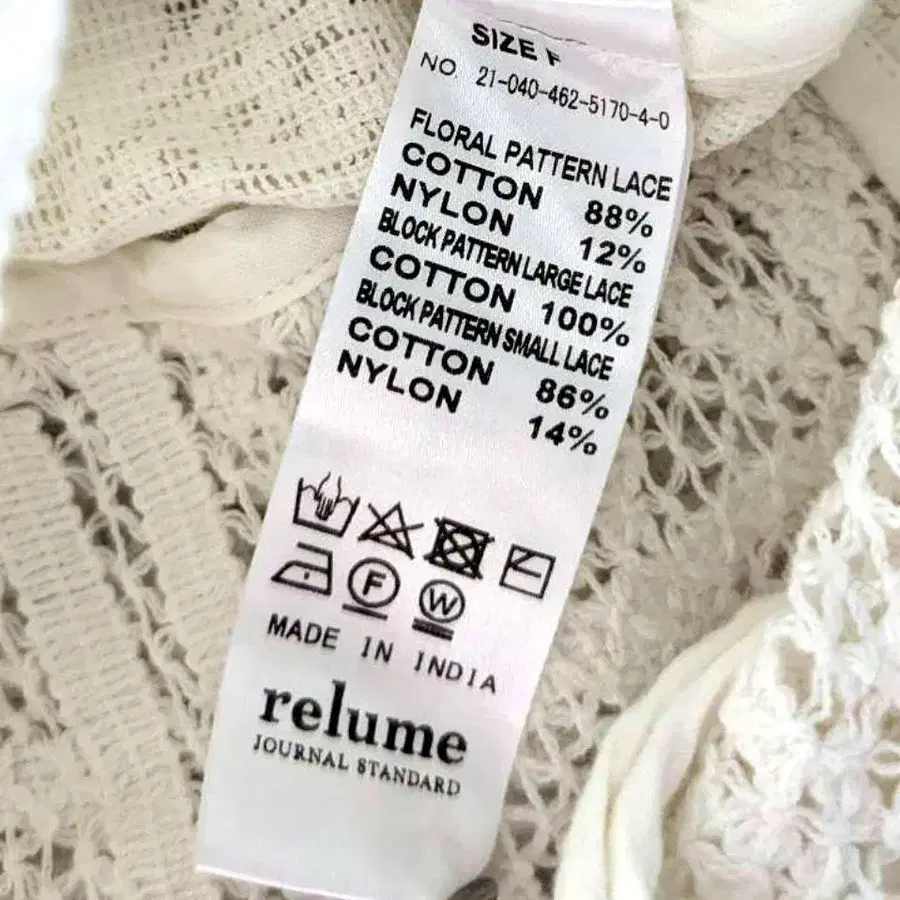 SIZE F
NO. 21-040-462-5170-4-0
FLORAL PATTERN LACE
COTTON 88%
NYLON 12%
BLOCK PATTERN LARGE LACE
COTTON 100%
BLOCK PATTERN SMALL LACE
COTTON 86%
NYLON 14%
F W
MADE IN INDIA
relume
JOURNAL STANDARD